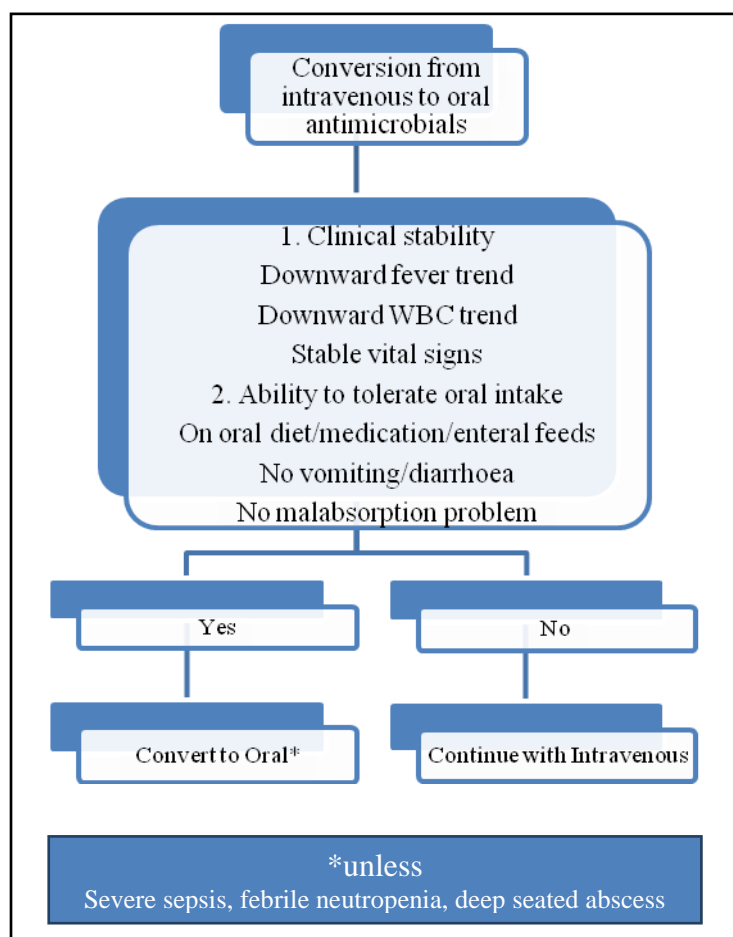 Conversion from
intravenous to oral
antimicrobials
1. Clinical stability
Downward fever trend
Downward WBC trend
Stable vital signs
2. Ability to tolerate oral intake
On oral diet/medication/enteral feeds
No vomiting/diarrhoea
No malabsorption problem
Yes
No
Convert to Oral*
Continue with Intravenous
*unless
Severe sepsis, febrile neutropenia, deep seated abscess